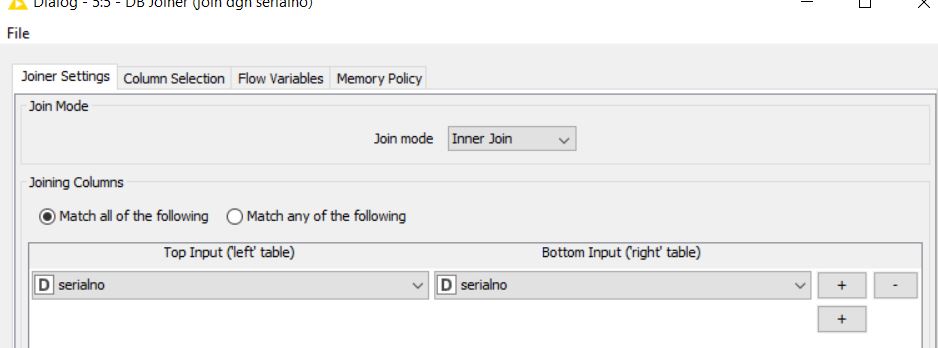 Dialog - 5:5 - DB Joiner (join dgn serialno)
File
Joiner Settings Column Selection Flow Variables Memory Policy
Join Mode
Join mode Inner Join
Joining Columns
Match all of the following Match any of the following
Top Input ('left' table) Bottom Input ('right' table)
D serialno D serialno + -
+